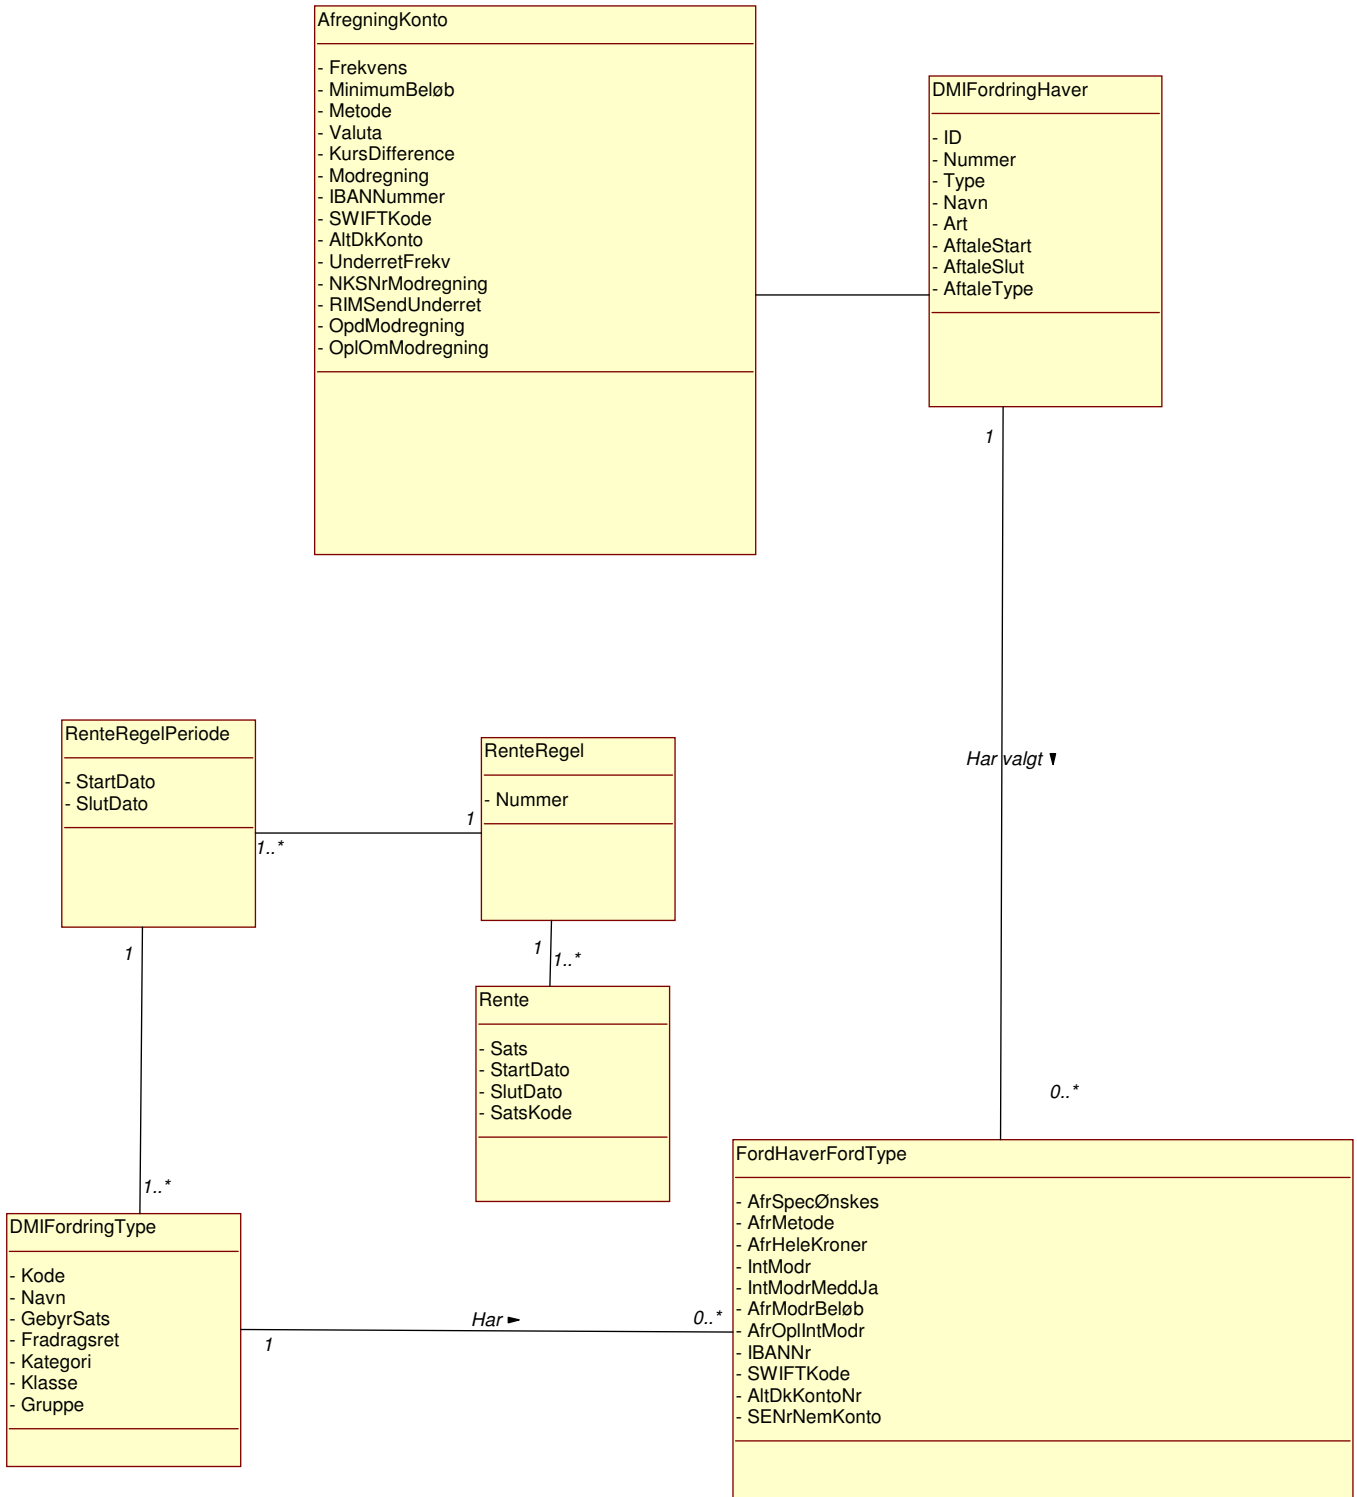 AfregningKonto
- Frekvens
- MinimumBeløb
- Metode
- Valuta
- KursDifference
- Modregning
- IBANNummer
- SWIFTKode
- AltDkKonto
- UnderretFrekv
- NKSNrModregning
- RIMSendUnderret
- OpdModregning
- OplOmModregning
DMIFordringHaver
- ID
- Nummer
- Type
- Navn
- Art
- AftaleStart
- AftaleSlut
- AftaleType
1
Har valgt
0..*
RenteRegelPeriode
- StartDato
- SlutDato
1..*
1
RenteRegel
- Nummer
1
1..*
Rente
- Sats
- StartDato
- SlutDato
- SatsKode
1
1..*
DMIFordringType
- Kode
- Navn
- GebyrSats
- Fradragsret
- Kategori
- Klasse
- Gruppe
1
Har
0..*
FordHaverFordType
- AfrSpecØnskes
- AfrMetode
- AfrHeleKroner
- IntModr
- IntModrMeddJa
- AfrModrBeløb
- AfrOplIntModr
- IBANNr
- SWIFTKode
- AltDkKontoNr
- SENrNemKonto